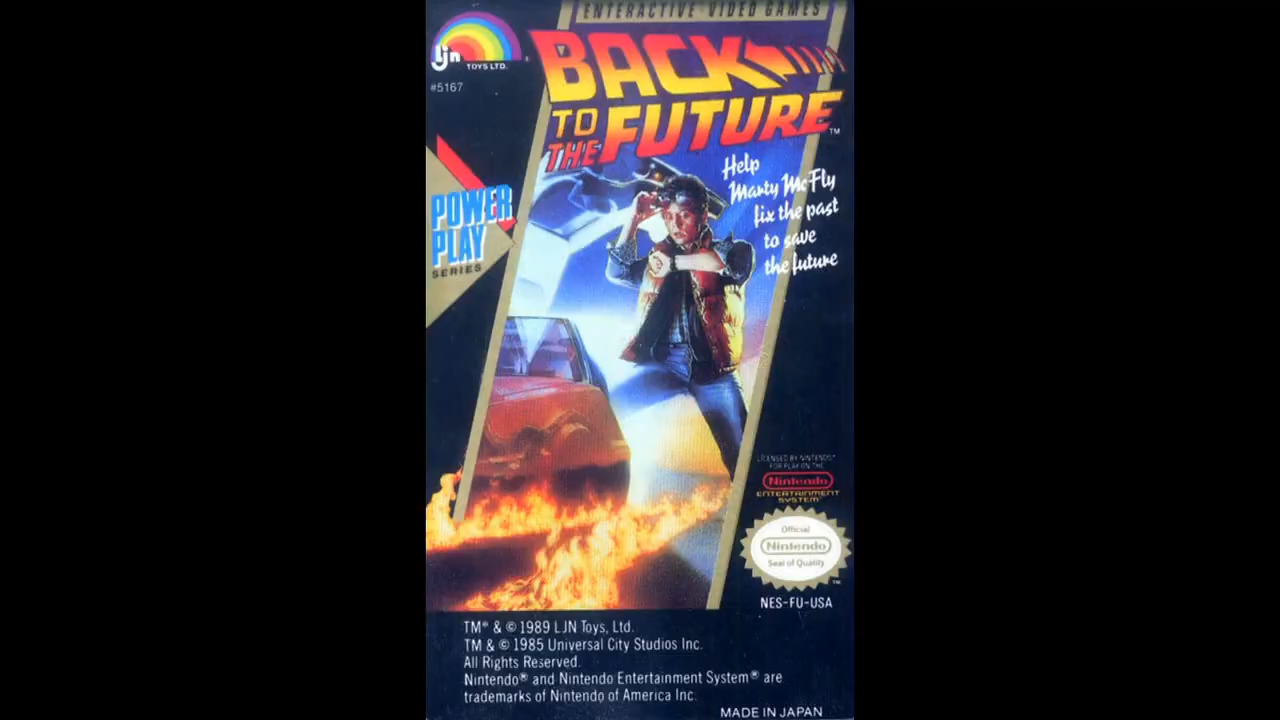 ENTERACTIVE VIDEO GAMES
LJN
TOYS LTD.
#5167
BACK
TO THE FUTURE™
Help
Marty McFly
fix the past
to save
the future
POWER
PLAY
SERIES
LICENSED BY NINTENDO®
FOR PLAY ON THE
Nintendo
ENTERTAINMENT
SYSTEM
Official
Nintendo
Seal of Quality
TM
NES-FU-USA
TM® & © 1989 LJN Toys, Ltd.
TM & © 1985 Universal City Studios Inc.
All Rights Reserved.
Nintendo® and Nintendo Entertainment System® are
trademarks of Nintendo of America Inc.
MADE IN JAPAN